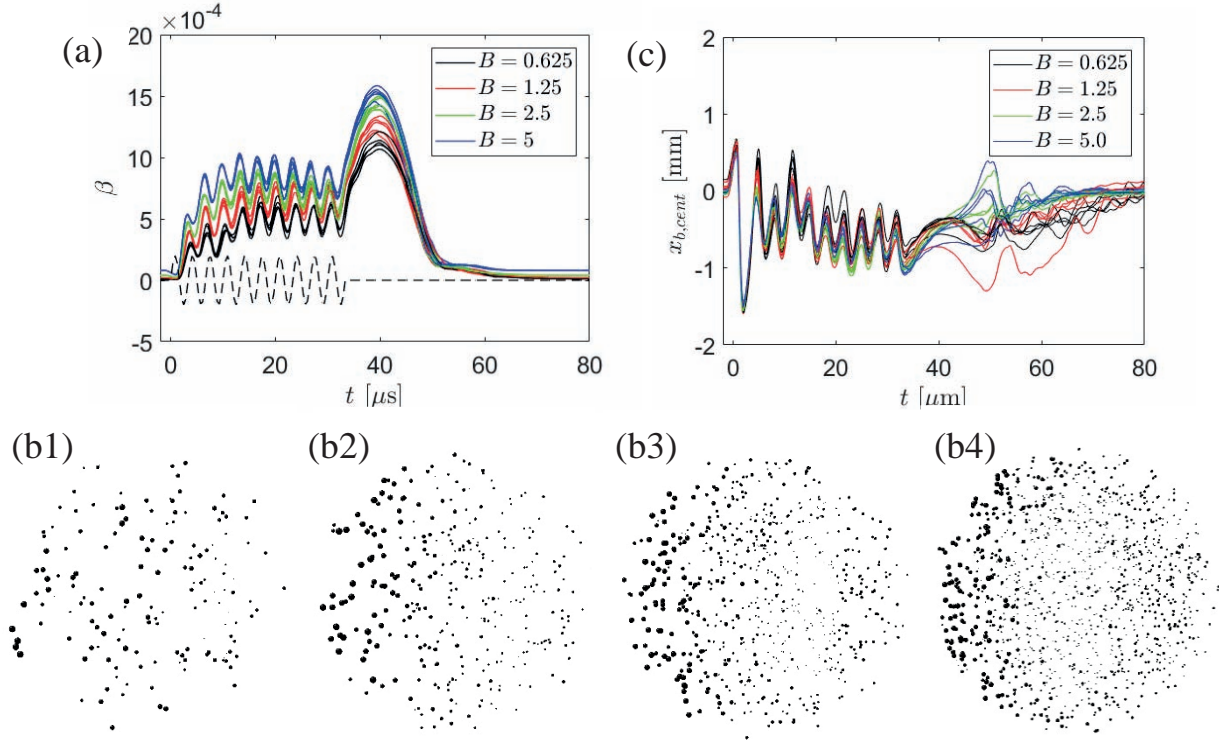 (a)
×10⁻⁴
20
15
10
5
0
-5
β
0
20
40
60
80
t [μs]
B = 0.625
B = 1.25
B = 2.5
B = 5
(c)
2
1
0
-1
-2
x_{b,cent} [mm]
0
20
40
60
80
t [μm]
B = 0.625
B = 1.25
B = 2.5
B = 5.0
(b1)
(b2)
(b3)
(b4)